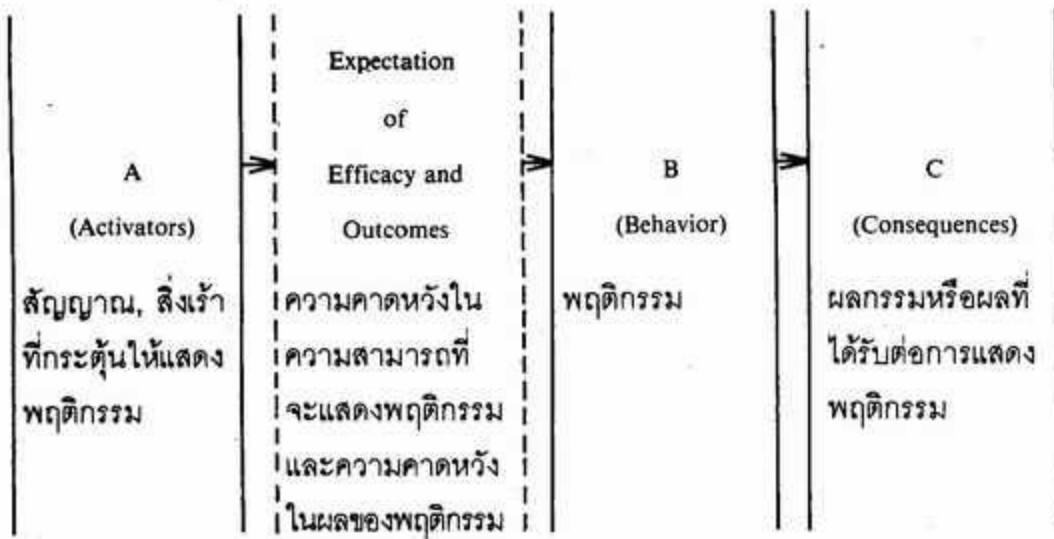 A
(Activators)
สัญญาณ, สิ่งเร้า
ที่กระตุ้นให้แสดง
พฤติกรรม
Expectation
of
Efficacy and
Outcomes
ความคาดหวังใน
ความสามารถที่
จะแสดงพฤติกรรม
และความคาดหวัง
ในผลของพฤติกรรม
B
(Behavior)
พฤติกรรม
C
(Consequences)
ผลกรรมหรือผลที่
ได้รับต่อการแสดง
พฤติกรรม